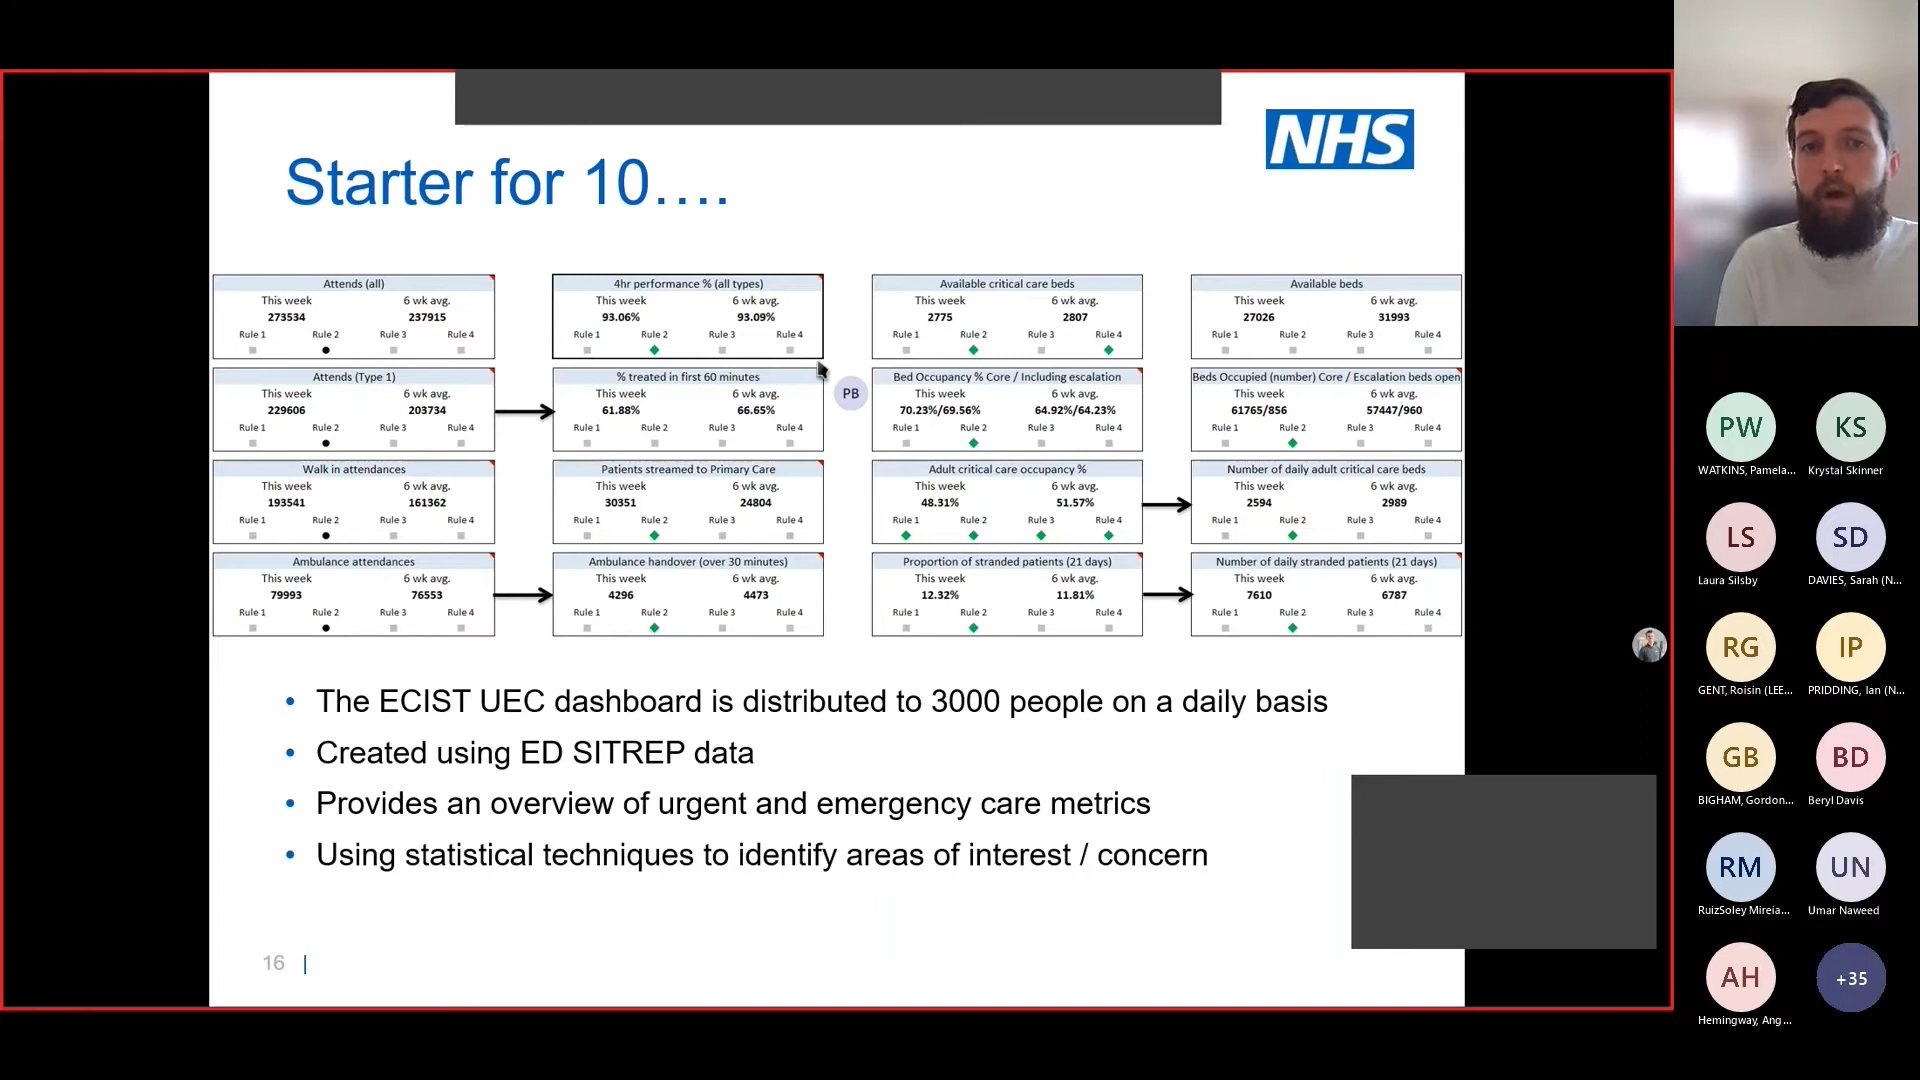 NHS
Starter for 10….
Attends (all)
This week 6 wk avg.
273534 237915
Rule 1 Rule 2 Rule 3 Rule 4
4hr performance % (all types)
This week 6 wk avg.
93.06% 93.09%
Rule 1 Rule 2 Rule 3 Rule 4
Available critical care beds
This week 6 wk avg.
2775 2807
Rule 1 Rule 2 Rule 3 Rule 4
Available beds
This week 6 wk avg.
27026 31993
Rule 1 Rule 2 Rule 3 Rule 4
Attends (Type 1)
This week 6 wk avg.
229606 203734
Rule 1 Rule 2 Rule 3 Rule 4
% treated in first 60 minutes
This week 6 wk avg.
61.88% 66.65%
Rule 1 Rule 2 Rule 3 Rule 4
PB
Bed Occupancy % Core / Including escalation
This week 6 wk avg.
70.23%/69.56% 64.92%/64.23%
Rule 1 Rule 2 Rule 3 Rule 4
Beds Occupied (number) Core / Escalation beds open
This week 6 wk avg.
61765/856 57447/960
Rule 1 Rule 2 Rule 3 Rule 4
Walk in attendances
This week 6 wk avg.
193541 161362
Rule 1 Rule 2 Rule 3 Rule 4
Patients streamed to Primary Care
This week 6 wk avg.
30351 24804
Rule 1 Rule 2 Rule 3 Rule 4
Adult critical care occupancy %
This week 6 wk avg.
48.31% 51.57%
Rule 1 Rule 2 Rule 3 Rule 4
Number of daily adult critical care beds
This week 6 wk avg.
2594 2989
Rule 1 Rule 2 Rule 3 Rule 4
Ambulance attendances
This week 6 wk avg.
79993 76553
Rule 1 Rule 2 Rule 3 Rule 4
Ambulance handover (over 30 minutes)
This week 6 wk avg.
4296 4473
Rule 1 Rule 2 Rule 3 Rule 4
Proportion of stranded patients (21 days)
This week 6 wk avg.
12.32% 11.81%
Rule 1 Rule 2 Rule 3 Rule 4
Number of daily stranded patients (21 days)
This week 6 wk avg.
7610 6787
Rule 1 Rule 2 Rule 3 Rule 4
• The ECIST UEC dashboard is distributed to 3000 people on a daily basis
• Created using ED SITREP data
• Provides an overview of urgent and emergency care metrics
• Using statistical techniques to identify areas of interest / concern
16 |
PW KS
WATKINS, Pamela... Krystal Skinner
LS SD
Laura Silsby DAVIES, Sarah (N...
RG IP
GENT, Roisin (LEE... PRIDDING, Ian (N...
GB BD
BIGHAM, Gordon... Beryl Davis
RM UN
RuizSoley Mireia... Umar Naweed
AH +35
Hemingway, Ang...